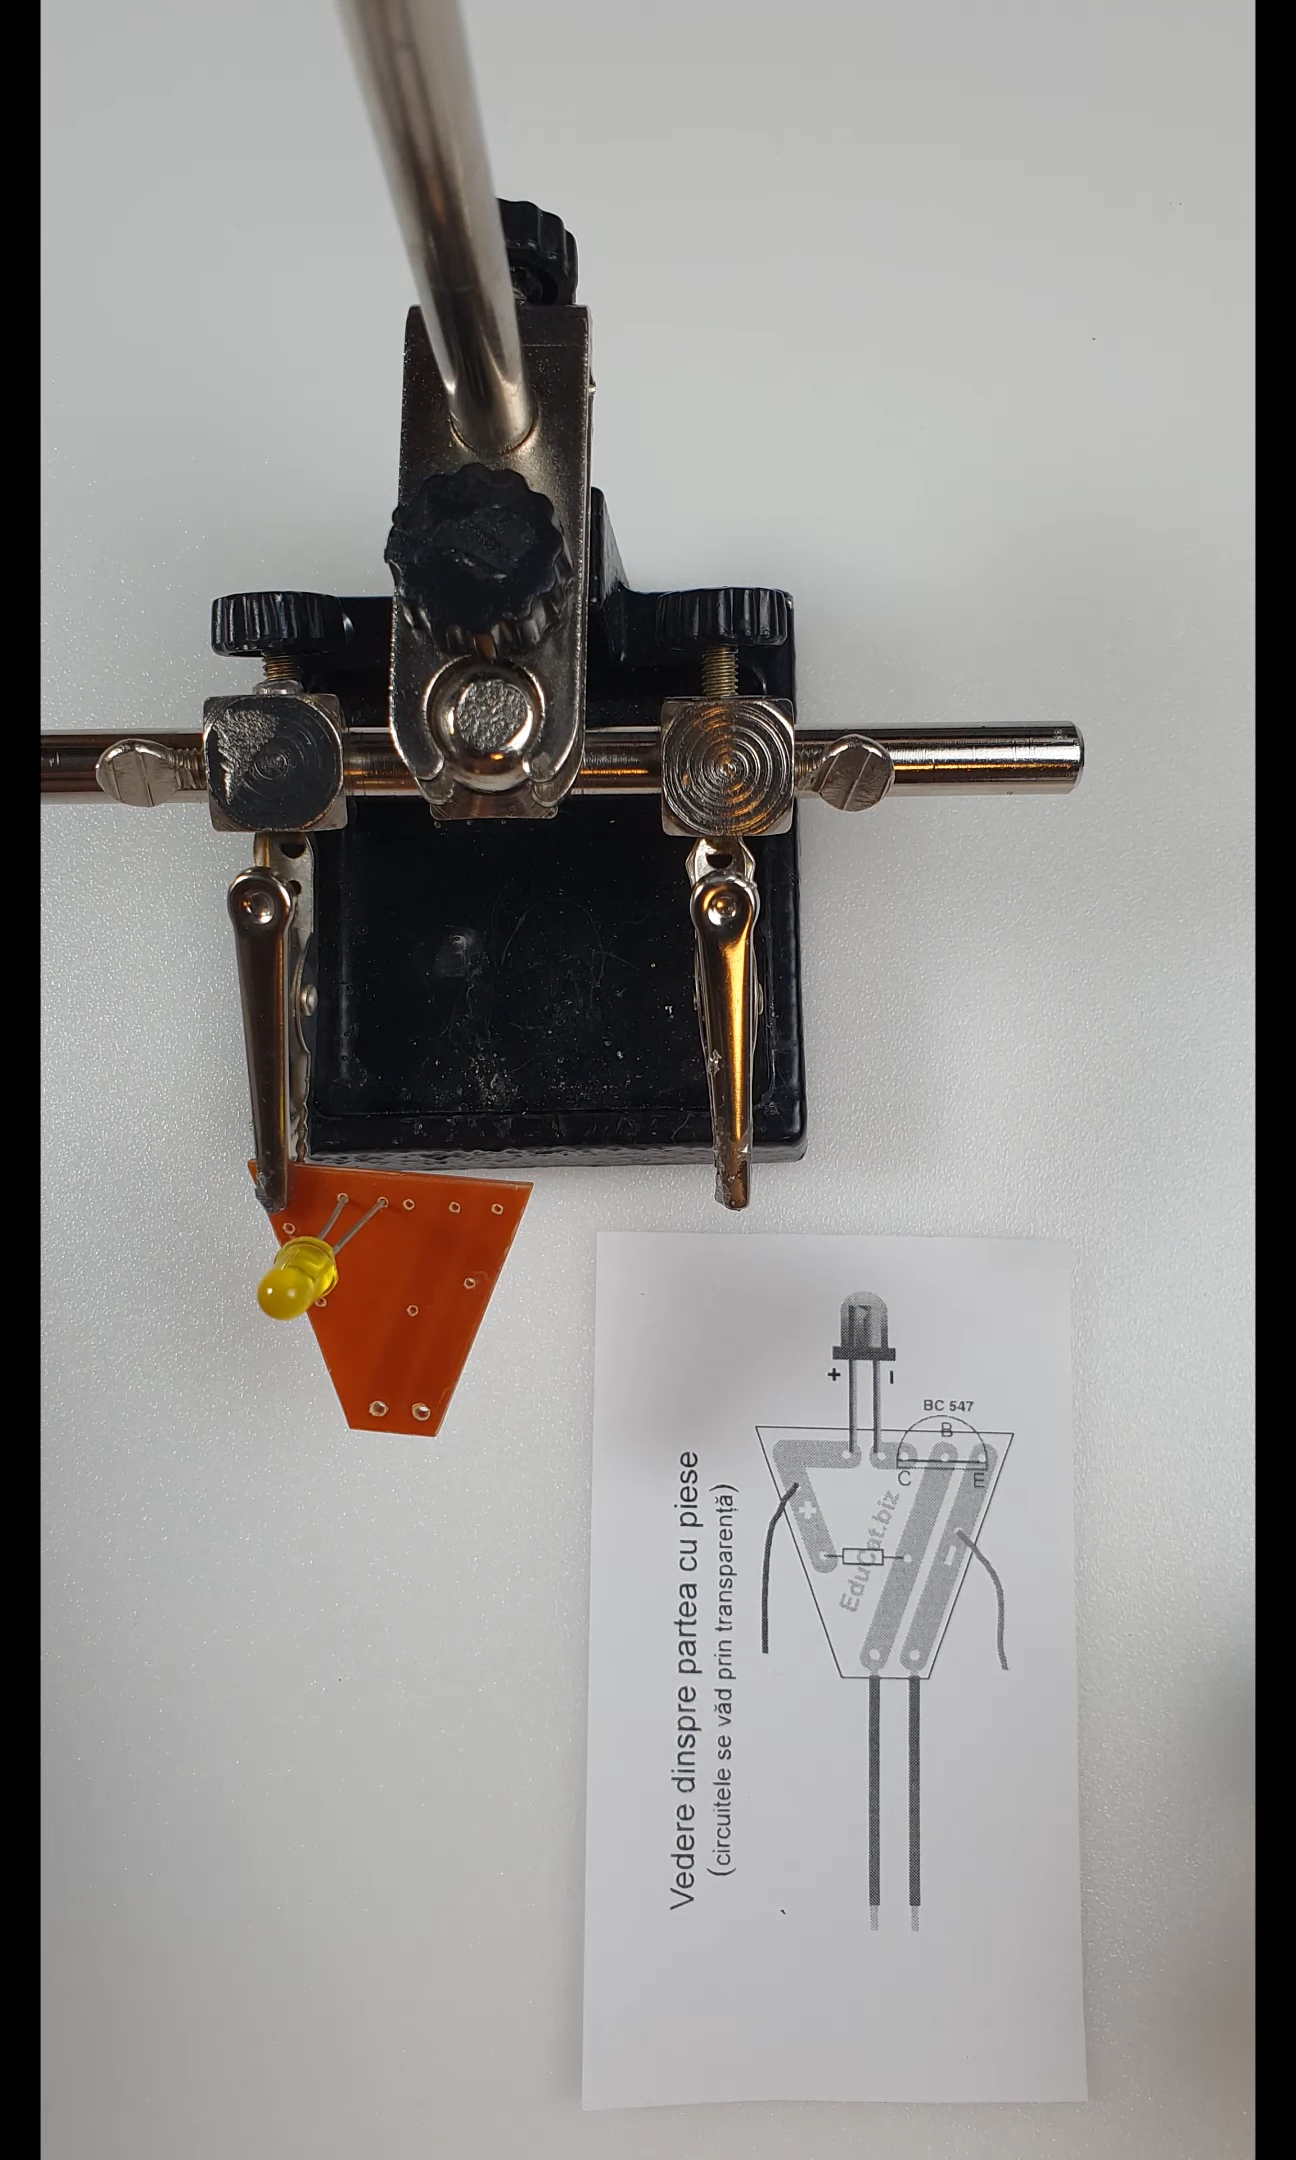 Vedere dinspre partea cu piese
(circuitele se văd prin transparență)
+
−
BC 547
B
C
E
+
EduCat.biz
−